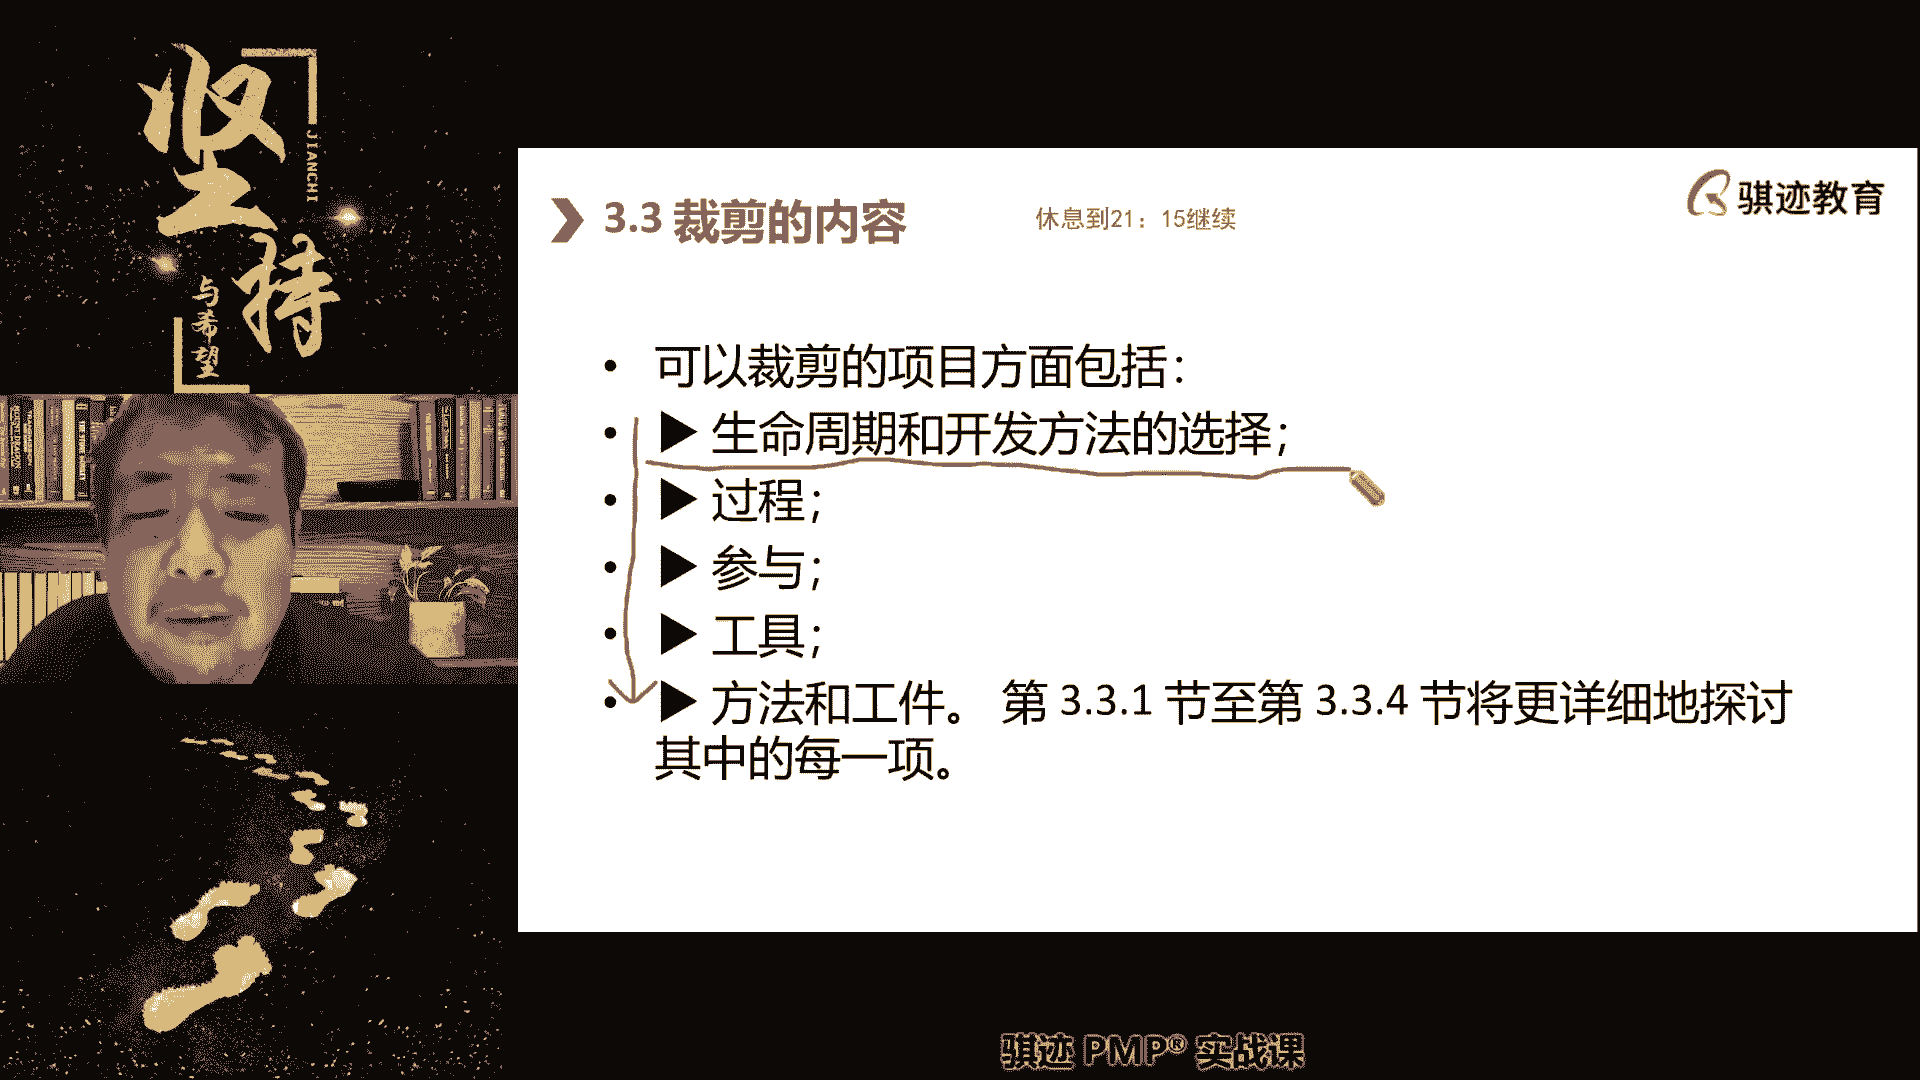 坚持
JIANCHI
与希望
3.3 裁剪的内容
休息到21：15继续
骐迹教育
• 可以裁剪的项目方面包括：
• ▶ 生命周期和开发方法的选择；
• ▶ 过程；
• ▶ 参与；
• ▶ 工具；
• ▶ 方法和工件。 第 3.3.1 节至第 3.3.4 节将更详细地探讨
其中的每一项。
骐迹 PMP® 实战课